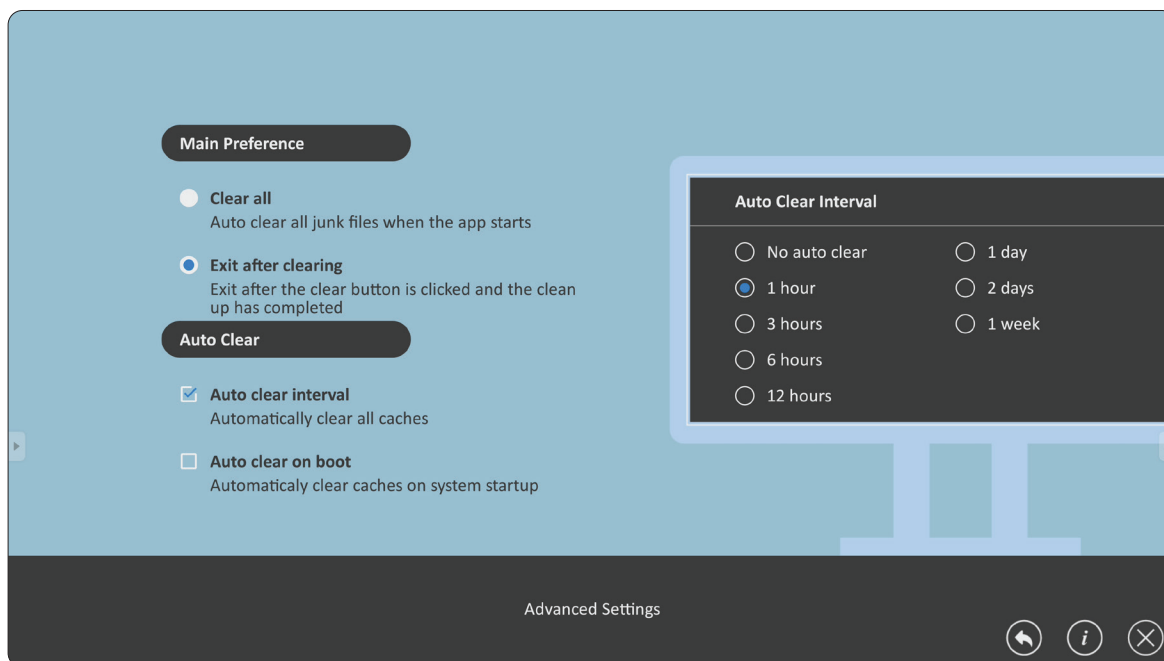 Main Preference
Clear all
Auto clear all junk files when the app starts
Exit after clearing
Exit after the clear button is clicked and the clean
up has completed
Auto Clear
Auto clear interval
Automatically clear all caches
Auto clear on boot
Automaticaly clear caches on system startup
Auto Clear Interval
No auto clear
1 hour
3 hours
6 hours
12 hours
1 day
2 days
1 week
Advanced Settings
i